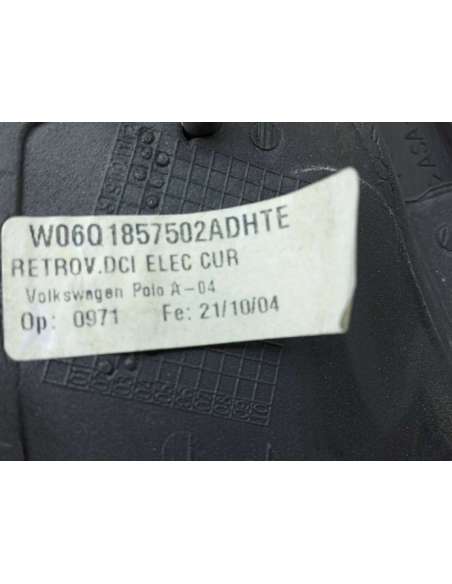 W06Q1857502ADHTE
RETROV.DCI ELEC CUR
Volkswagen Polo A-04
Op: 0971 Fe: 21/10/04